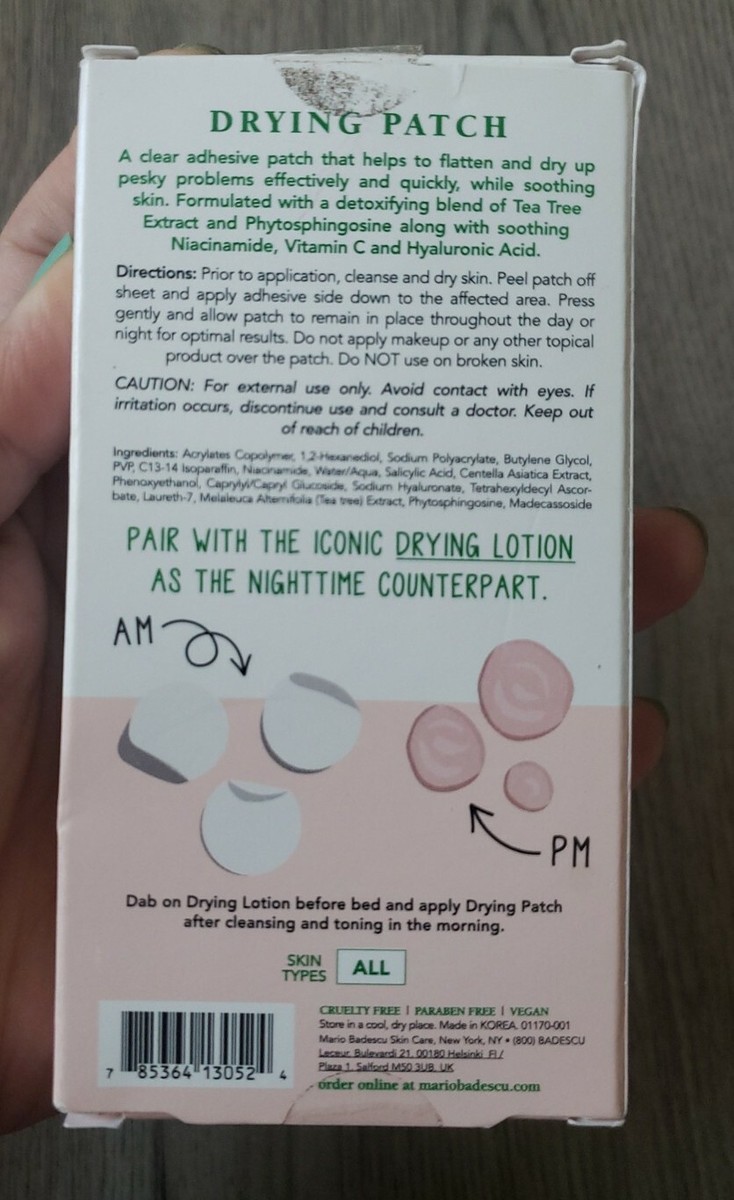 DRYING PATCH
A clear adhesive patch that helps to flatten and dry up
pesky problems effectively and quickly, while soothing
skin. Formulated with a detoxifying blend of Tea Tree
Extract and Phytosphingosine along with soothing
Niacinamide, Vitamin C and Hyaluronic Acid.
Directions: Prior to application, cleanse and dry skin. Peel patch off
sheet and apply adhesive side down to the affected area. Press
gently and allow patch to remain in place throughout the day or
night for optimal results. Do not apply makeup or any other topical
product over the patch. Do NOT use on broken skin.
CAUTION: For external use only. Avoid contact with eyes. If
irritation occurs, discontinue use and consult a doctor. Keep out
of reach of children.
Ingredients: Acrylates Copolymer, 1,2-Hexanediol, Sodium Polyacrylate, Butylene Glycol,
PVP, C13-14 Isoparaffin, Niacinamide, Water/Aqua, Salicylic Acid, Centella Asiatica Extract,
Phenoxyethanol, Caprylyl/Capryl Glucoside, Sodium Hyaluronate, Tetrahexyldecyl Ascor-
bate, Laureth-7, Melaleuca Alternifolia (Tea tree) Extract, Phytosphingosine, Madecassoside
PAIR WITH THE ICONIC DRYING LOTION
AS THE NIGHTTIME COUNTERPART.
AM
PM
Dab on Drying Lotion before bed and apply Drying Patch
after cleansing and toning in the morning.
SKIN
TYPES ALL
CRUELTY FREE | PARABEN FREE | VEGAN
Store in a cool, dry place. Made in KOREA. 01170-001
Mario Badescu Skin Care, New York, NY • (800) BADESCU
Leceur, Bulevardi 21, 00180 Helsinki FI /
Plaza 1, Salford M50 3UB, UK
order online at mariobadescu.com
7 85364 13052 4